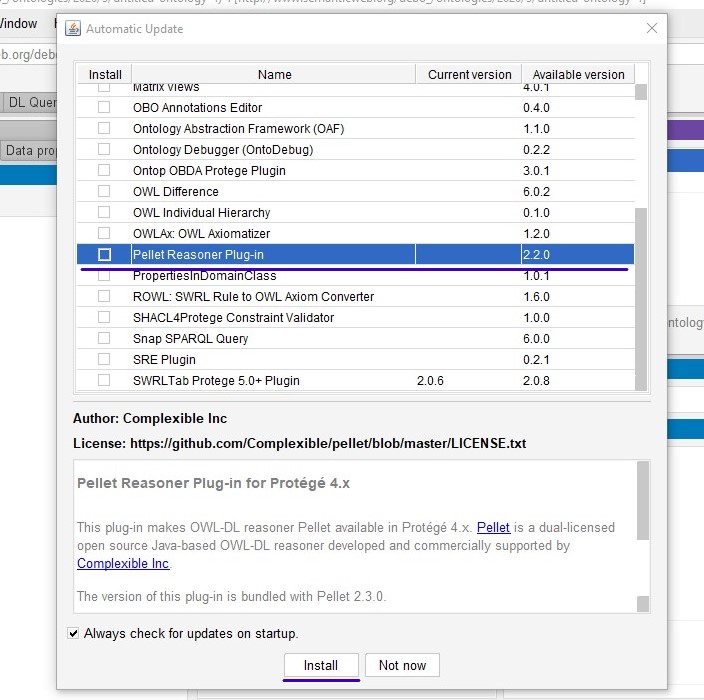 Window
Automatic Update
b.org/debo
DL Quer
Data prop
Install Name Current version Available version
Matrix Views 4.0.1
OBO Annotations Editor 0.4.0
Ontology Abstraction Framework (OAF) 1.1.0
Ontology Debugger (OntoDebug) 0.2.2
Ontop OBDA Protege Plugin 3.0.1
OWL Difference 6.0.2
OWL Individual Hierarchy 0.1.0
OWLAx: OWL Axiomatizer 1.2.0
Pellet Reasoner Plug-in 2.2.0
PropertiesInDomainClass 1.0.1
ROWL: SWRL Rule to OWL Axiom Converter 1.6.0
SHACL4Protege Constraint Validator 1.0.0
ntology
Snap SPARQL Query 6.0.0
SRE Plugin 0.2.1
SWRLTab Protege 5.0+ Plugin 2.0.6 2.0.8
Author: Complexible Inc
License: https://github.com/Complexible/pellet/blob/master/LICENSE.txt
Pellet Reasoner Plug-in for Protégé 4.x
This plug-in makes OWL-DL reasoner Pellet available in Protégé 4.x. Pellet is a dual-licensed
open source Java-based OWL-DL reasoner developed and commercially supported by
Complexible Inc.
The version of this plug-in is bundled with Pellet 2.3.0.
Always check for updates on startup.
Install Not now